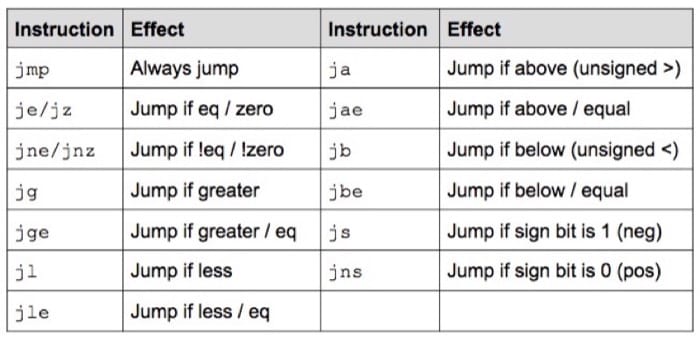 Instruction Effect Instruction Effect
jmp Always jump ja Jump if above (unsigned >)
je/jz Jump if eq / zero jae Jump if above / equal
jne/jnz Jump if !eq / !zero jb Jump if below (unsigned <)
jg Jump if greater jbe Jump if below / equal
jge Jump if greater / eq js Jump if sign bit is 1 (neg)
jl Jump if less jns Jump if sign bit is 0 (pos)
jle Jump if less / eq